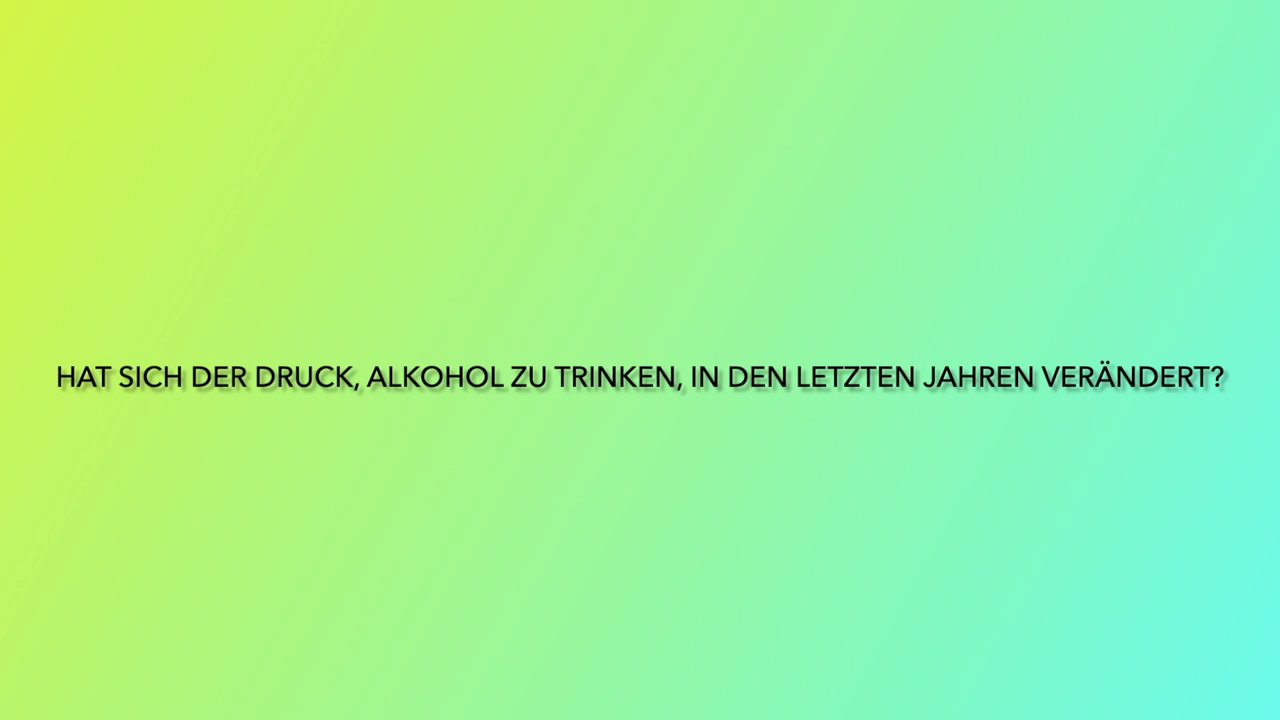 HAT SICH DER DRUCK, ALKOHOL ZU TRINKEN, IN DEN LETZTEN JAHREN VERÄNDERT?